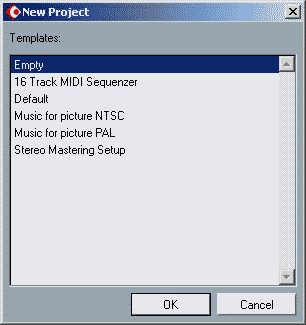 New Project
Templates:
Empty
16 Track MIDI Sequenzer
Default
Music for picture NTSC
Music for picture PAL
Stereo Mastering Setup
OK Cancel